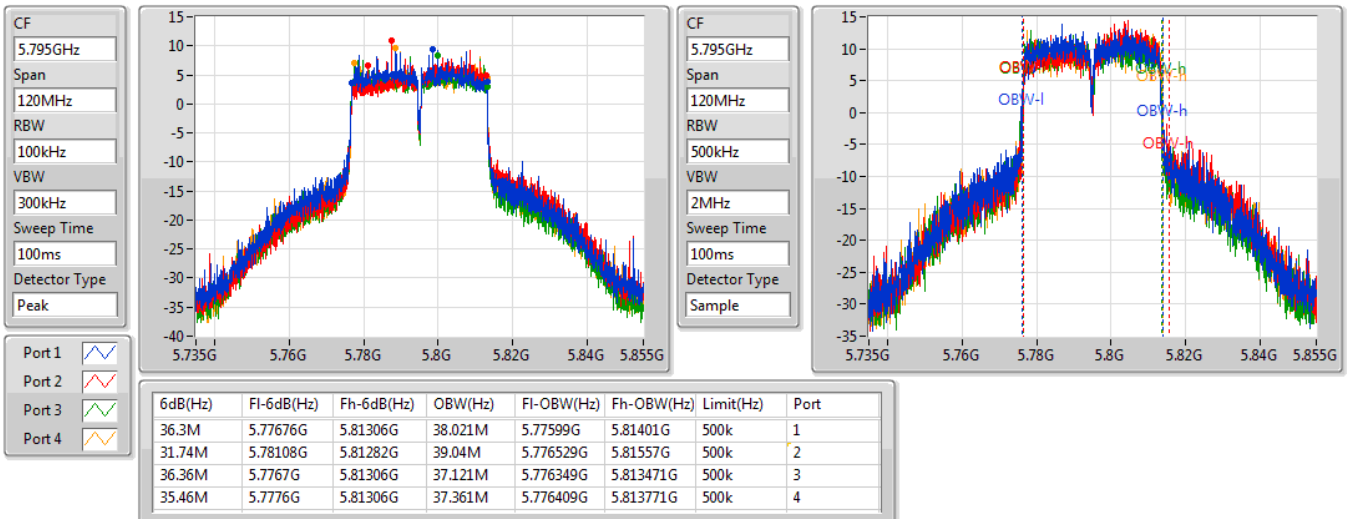 CF
5.795GHz
Span
120MHz
RBW
100kHz
VBW
300kHz
Sweep Time
100ms
Detector Type
Peak
15
10
5
0
-5
-10
-15
-20
-25
-30
-35
-40
5.735G 5.76G 5.78G 5.8G 5.82G 5.84G 5.855G
CF
5.795GHz
Span
120MHz
RBW
500kHz
VBW
2MHz
Sweep Time
100ms
Detector Type
Sample
15
10
5
0
-5
-10
-15
-20
-25
-30
-35
OBW-l
OBW-h
OBW-h
5.735G 5.76G 5.78G 5.8G 5.82G 5.84G 5.855G
Port 1
Port 2
Port 3
Port 4
6dB(Hz) Fl-6dB(Hz) Fh-6dB(Hz) OBW(Hz) Fl-OBW(Hz) Fh-OBW(Hz) Limit(Hz) Port
36.3M 5.77676G 5.81306G 38.021M 5.77599G 5.81401G 500k 1
31.74M 5.78108G 5.81282G 39.04M 5.776529G 5.81557G 500k 2
36.36M 5.7767G 5.81306G 37.121M 5.776349G 5.813471G 500k 3
35.46M 5.7776G 5.81306G 37.361M 5.776409G 5.813771G 500k 4